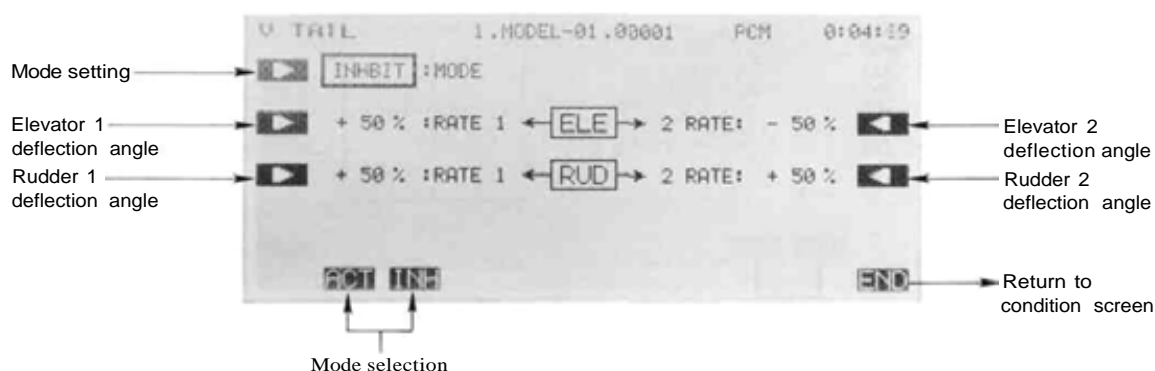 V TAIL 1.MODEL-01.00001 PCM 0:04:19
Mode setting INHBIT :MODE
Elevator 1 deflection angle + 50 % :RATE 1 ELE 2 RATE: - 50 % Elevator 2 deflection angle
Rudder 1 deflection angle + 50 % :RATE 1 RUD 2 RATE: + 50 % Rudder 2 deflection angle
ACT INH END Return to condition screen
Mode selection